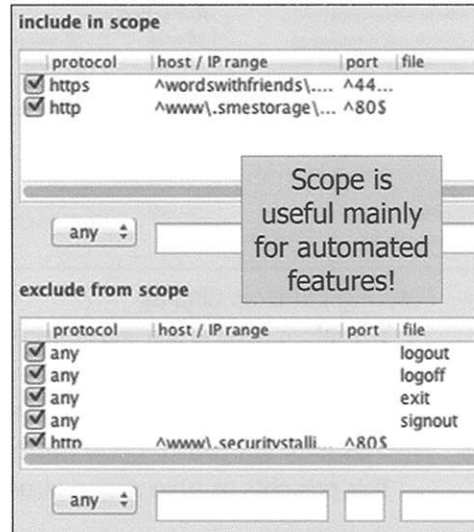 include in scope
protocol host / IP range port file
https ^wordswithfriends\.... ^44...
http ^www\.smestorage\... ^80$
Scope is
useful mainly
for automated
features!
any
exclude from scope
protocol host / IP range port file
any logout
any logoff
any exit
any signout
http ^www\.securitystalli... ^80$
any